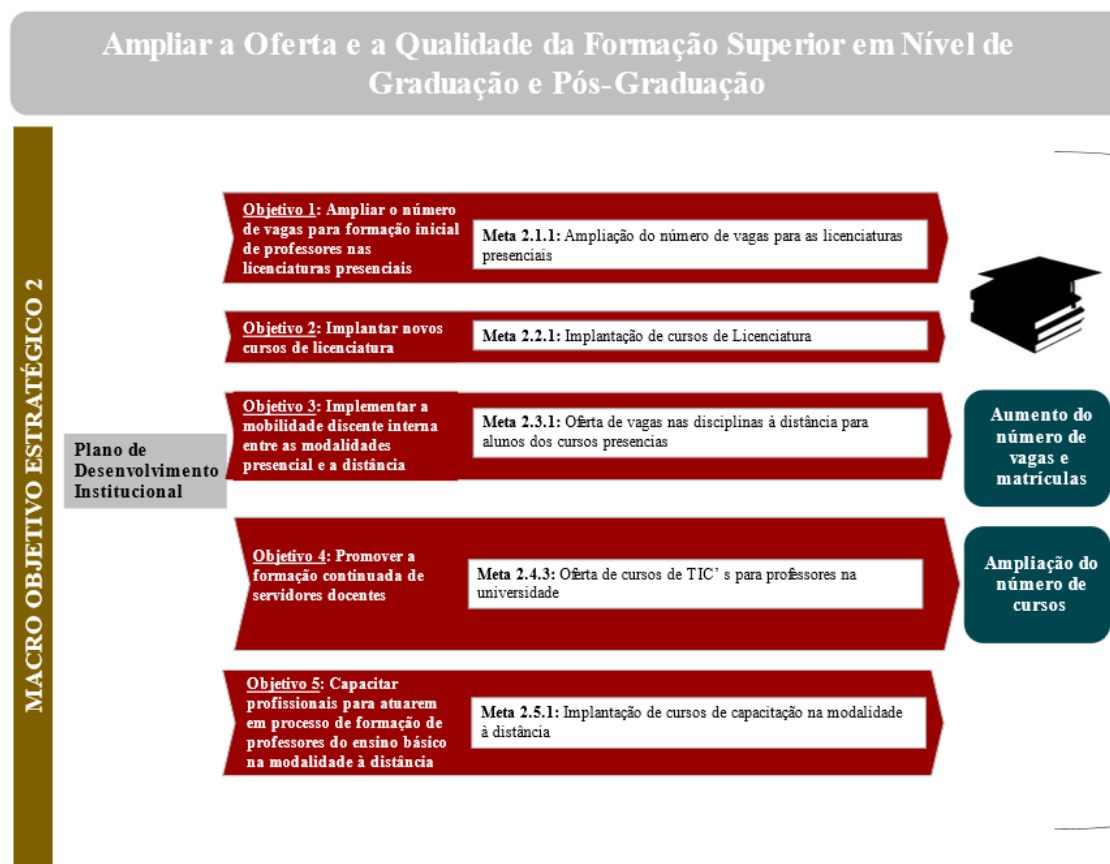 Ampliar a Oferta e a Qualidade da Formação Superior em Nível de
Graduação e Pós-Graduação
MACRO OBJETIVO ESTRATÉGICO 2
Plano de
Desenvolvimento
Institucional
Objetivo 1: Ampliar o número
de vagas para formação inicial
de professores nas
licenciaturas presenciais
Meta 2.1.1: Ampliação do número de vagas para as licenciaturas
presenciais
Objetivo 2: Implantar novos
cursos de licenciatura
Meta 2.2.1: Implantação de cursos de Licenciatura
Objetivo 3: Implementar a
mobilidade discente interna
entre as modalidades
presencial e a distância
Meta 2.3.1: Oferta de vagas nas disciplinas à distância para
alunos dos cursos presencias
Objetivo 4: Promover a
formação continuada de
servidores docentes
Meta 2.4.3: Oferta de cursos de TIC’ s para professores na
universidade
Objetivo 5: Capacitar
profissionais para atuarem
em processo de formação de
professores do ensino básico
na modalidade à distância
Meta 2.5.1: Implantação de cursos de capacitação na modalidade
à distância
Aumento do
número de
vagas e
matrículas
Ampliação do
número de
cursos